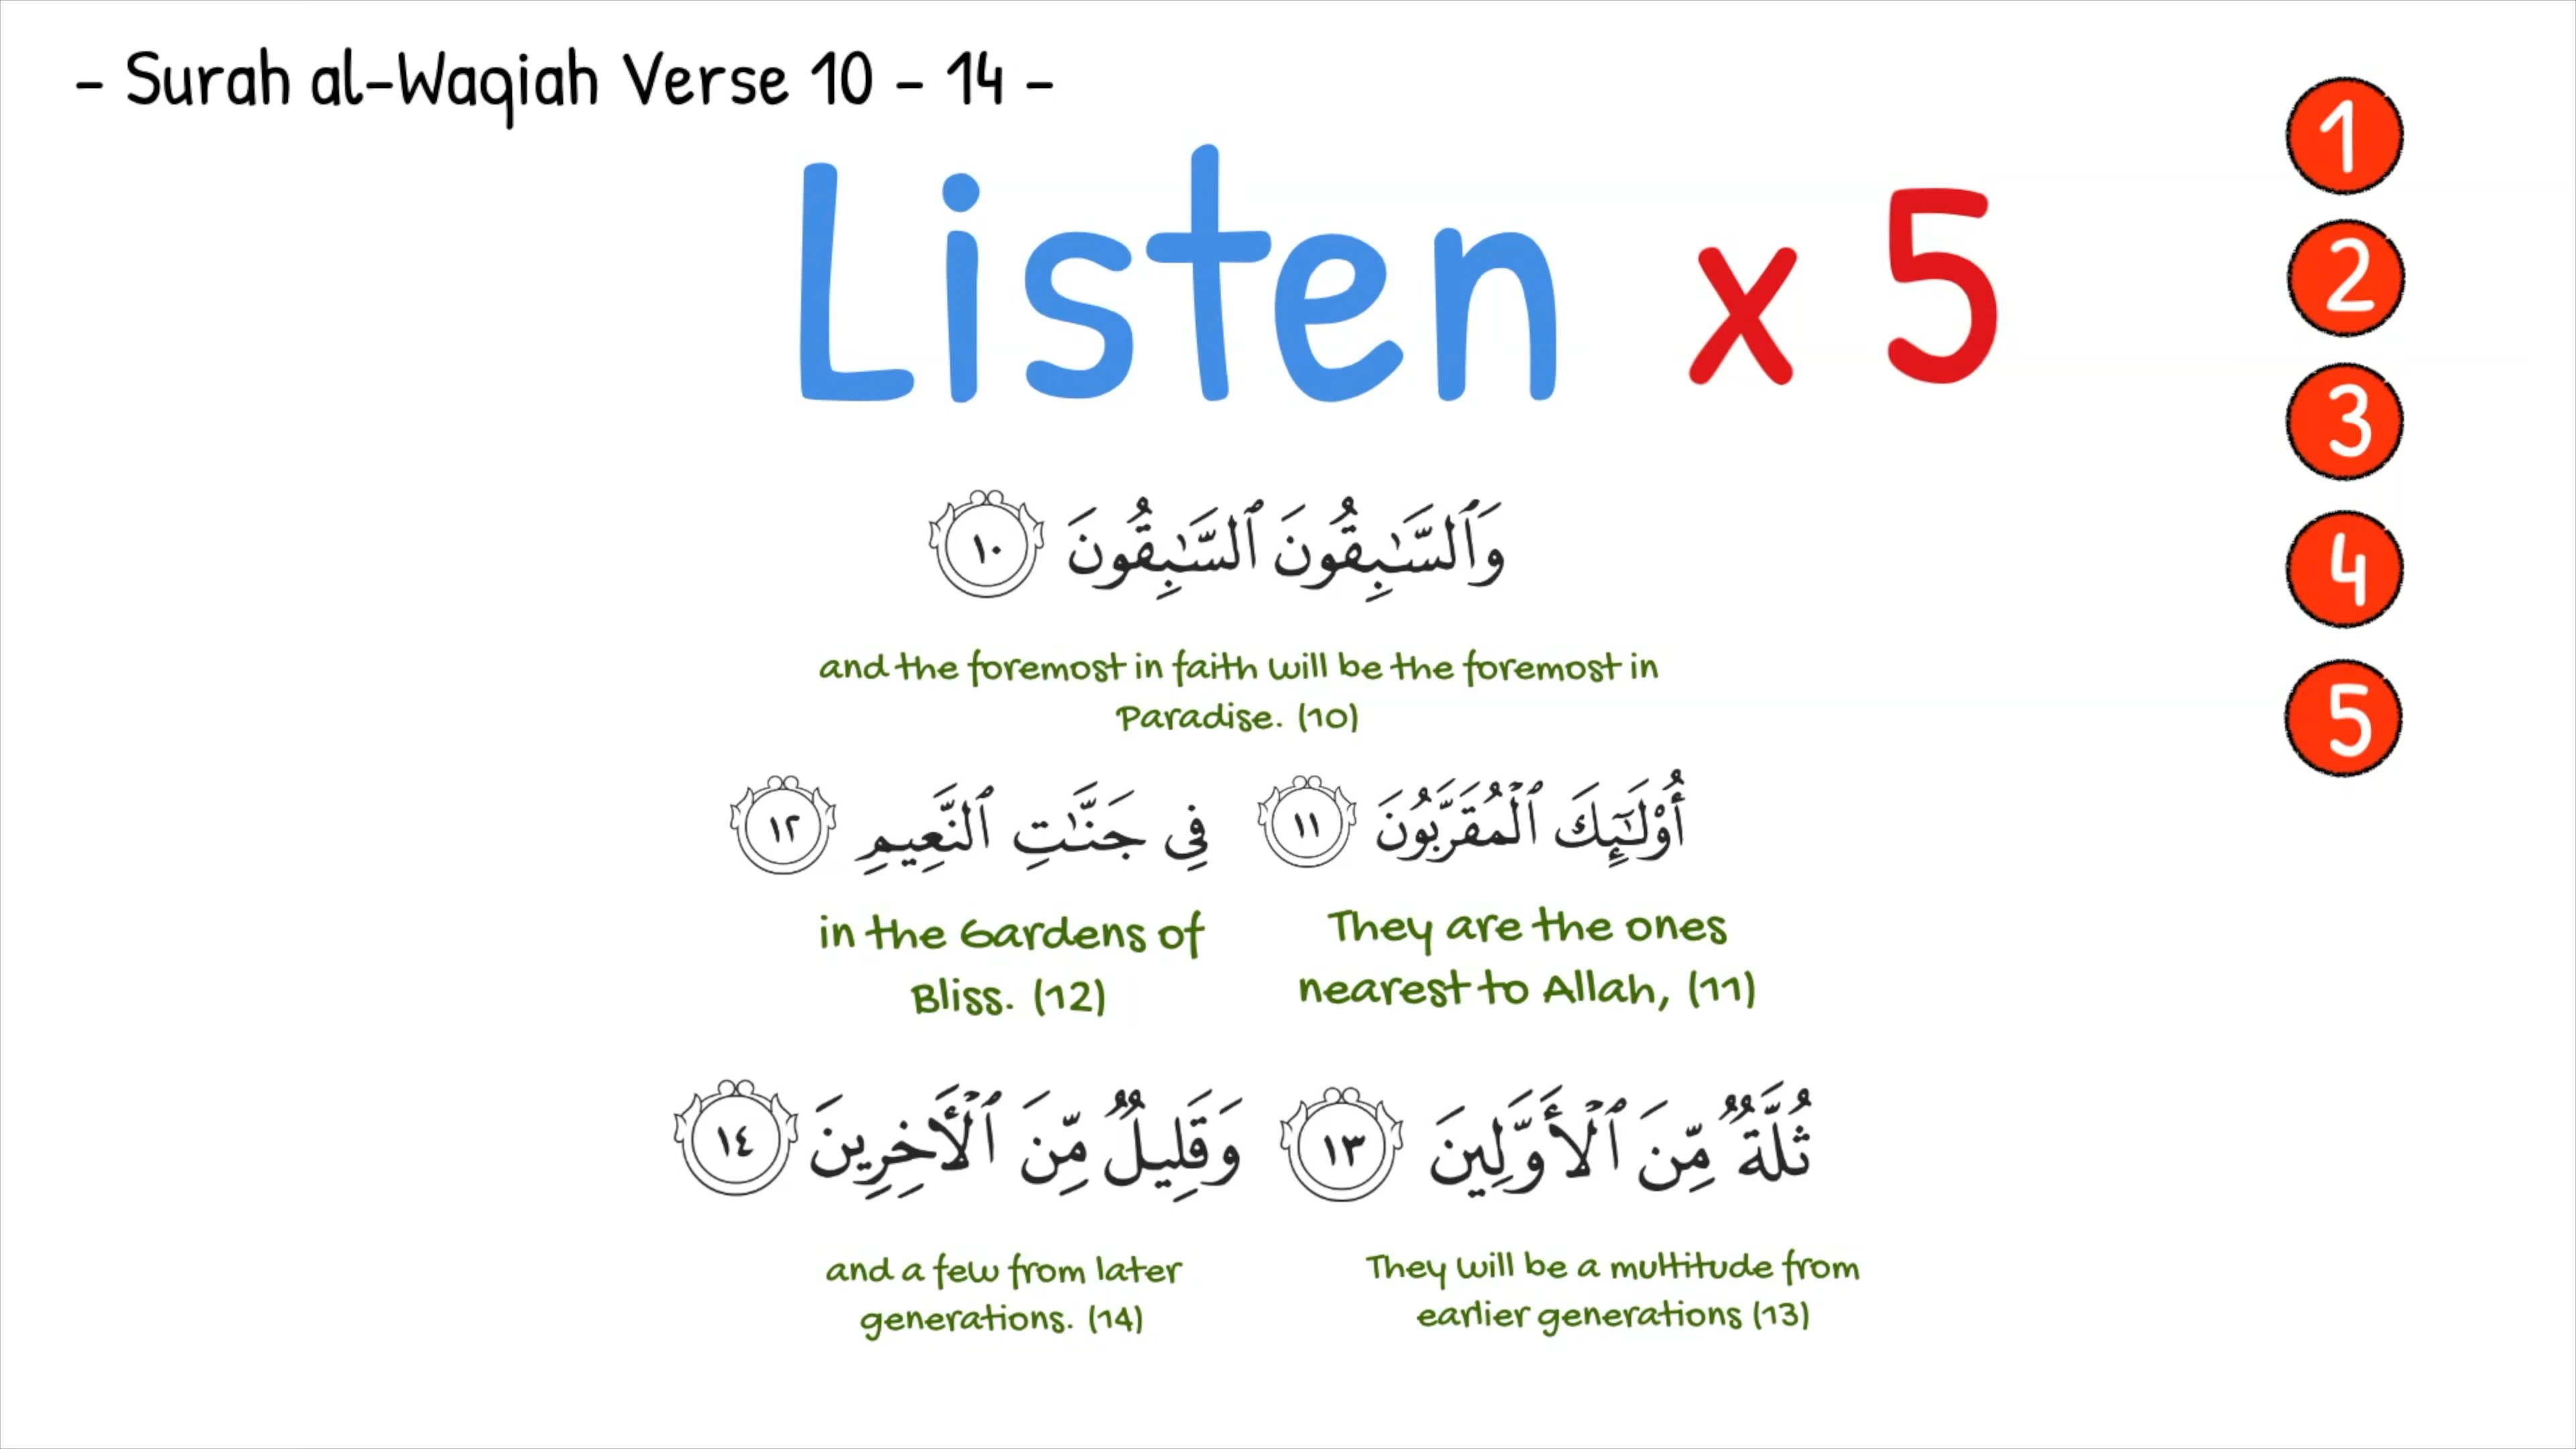 - Surah al-Waqiah Verse 10 - 14 -
Listen x 5
1
2
3
4
5
وَٱلسَّـٰبِقُونَ ٱلسَّـٰبِقُونَ ١٠
and the foremost in faith will be the foremost in
Paradise. (10)
أُو۟لَـٰٓئِكَ ٱلْمُقَرَّبُونَ ١١
فِى جَنَّـٰتِ ٱلنَّعِيمِ ١٢
They are the ones
nearest to Allah, (11)
in the Gardens of
Bliss. (12)
ثُلَّةٌ مِّنَ ٱلْأَوَّلِينَ ١٣
وَقَلِيلٌ مِّنَ ٱلْـَٔاخِرِينَ ١٤
They will be a multitude from
earlier generations (13)
and a few from later
generations. (14)